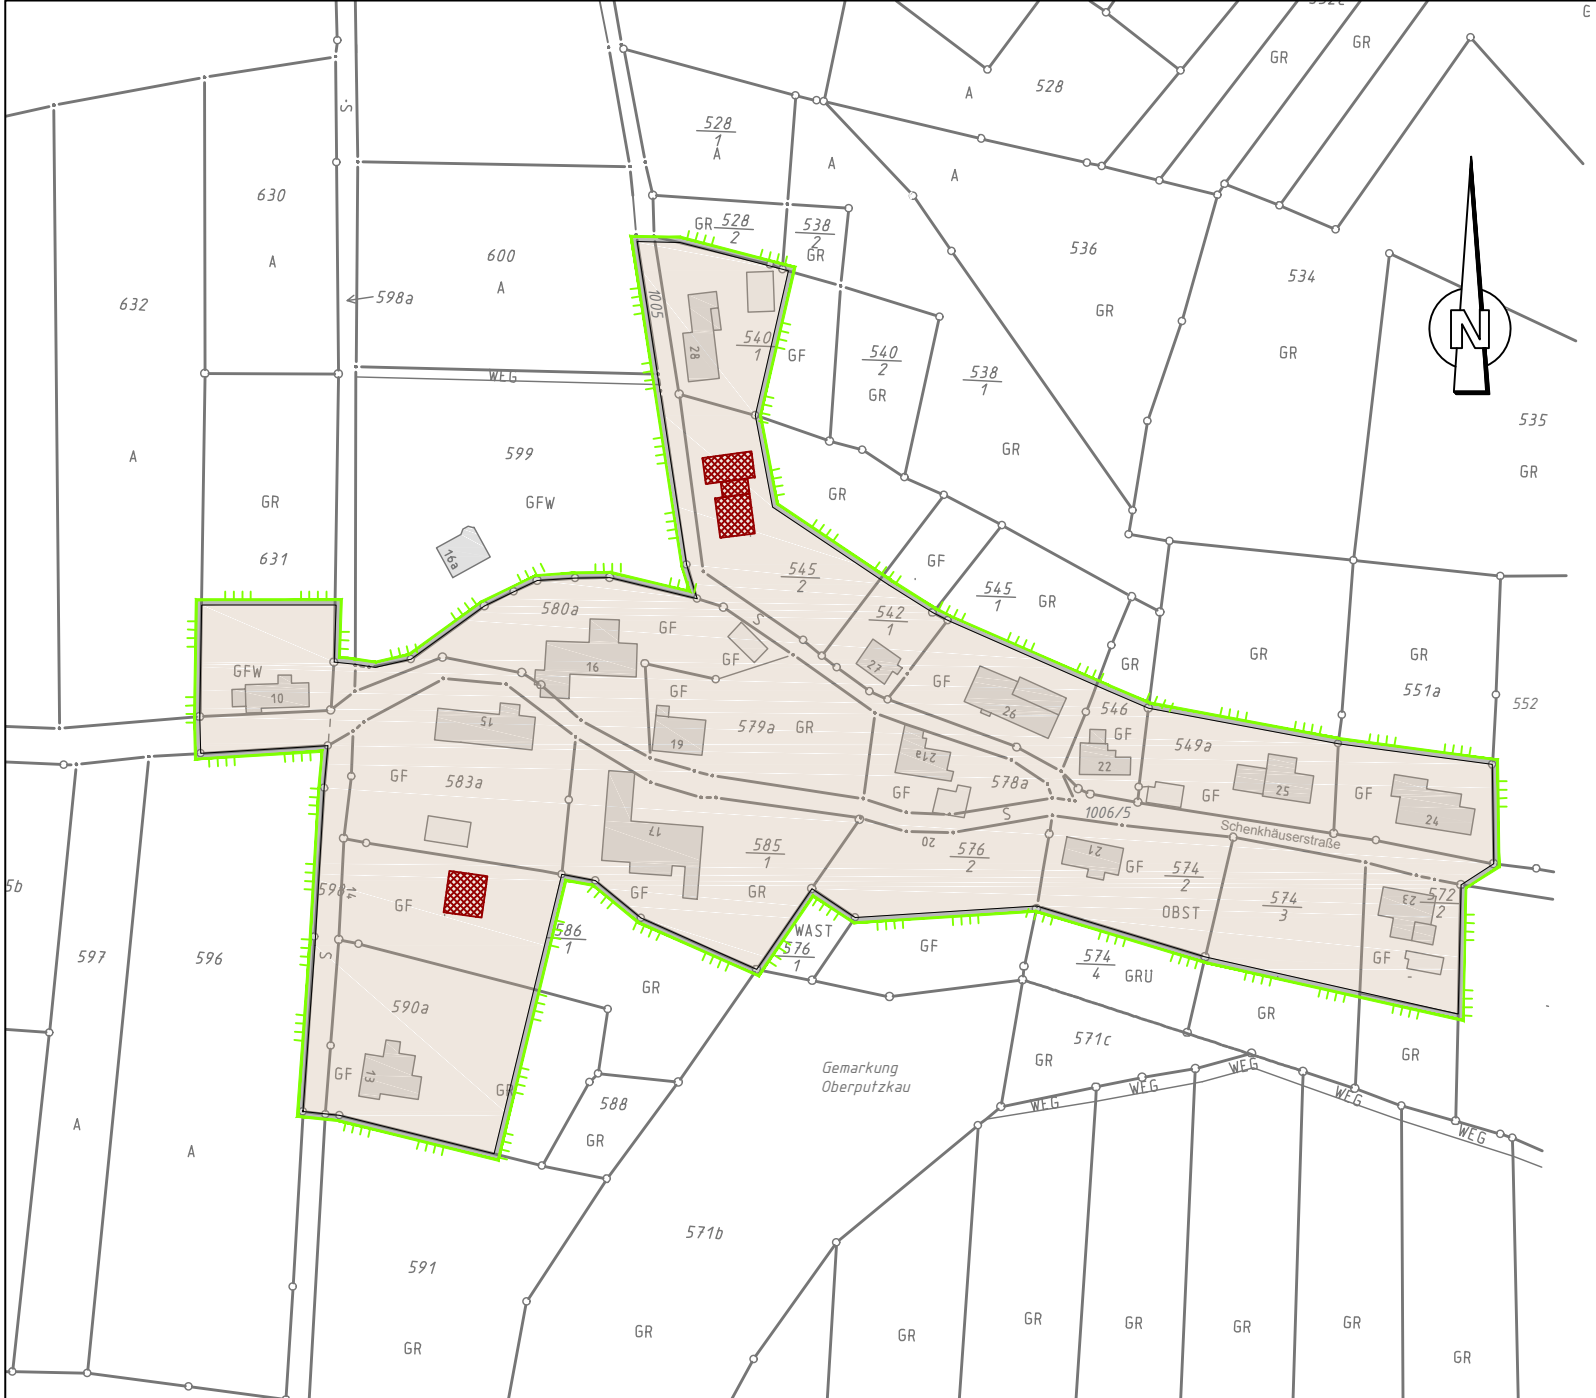 528
A
GR
GR
528
1
A
A
A
630
S
GR 528
2
538
2
GR
536
534
600
A
A
598a
632
1005
GR
GR
N
28
540
1
GF
540
2
GR
538
1
WEG
535
GR
A
599
GR
GFW
GR
GR
631
16a
GF
545
2
545
1
GR
580a
GF
S
542
1
GR
GR
GR
551a
552
GFW
10
16
GF
27
GF
GF
26
546
GF
549a
15
19
579a
GR
21a
22
25
GF
GF
24
GF
583a
578a
GF
S
1006/5
Schenkhäuserstraße
17
585
1
20
576
2
21
GF
574
2
5b
598
4
GF
GF
GR
OBST
574
3
23
572
2
597
596
S
586
1
WAST
576
1
GF
574
4
GRU
GF
GR
590a
GR
571c
GR
GR
GF
13
GR
Gemarkung
Oberputzkau
WEG
WEG
WEG
WEG
WEG
588
GR
A
A
571b
591
GR
GR
GR
GR
GR
GR
GR
GR